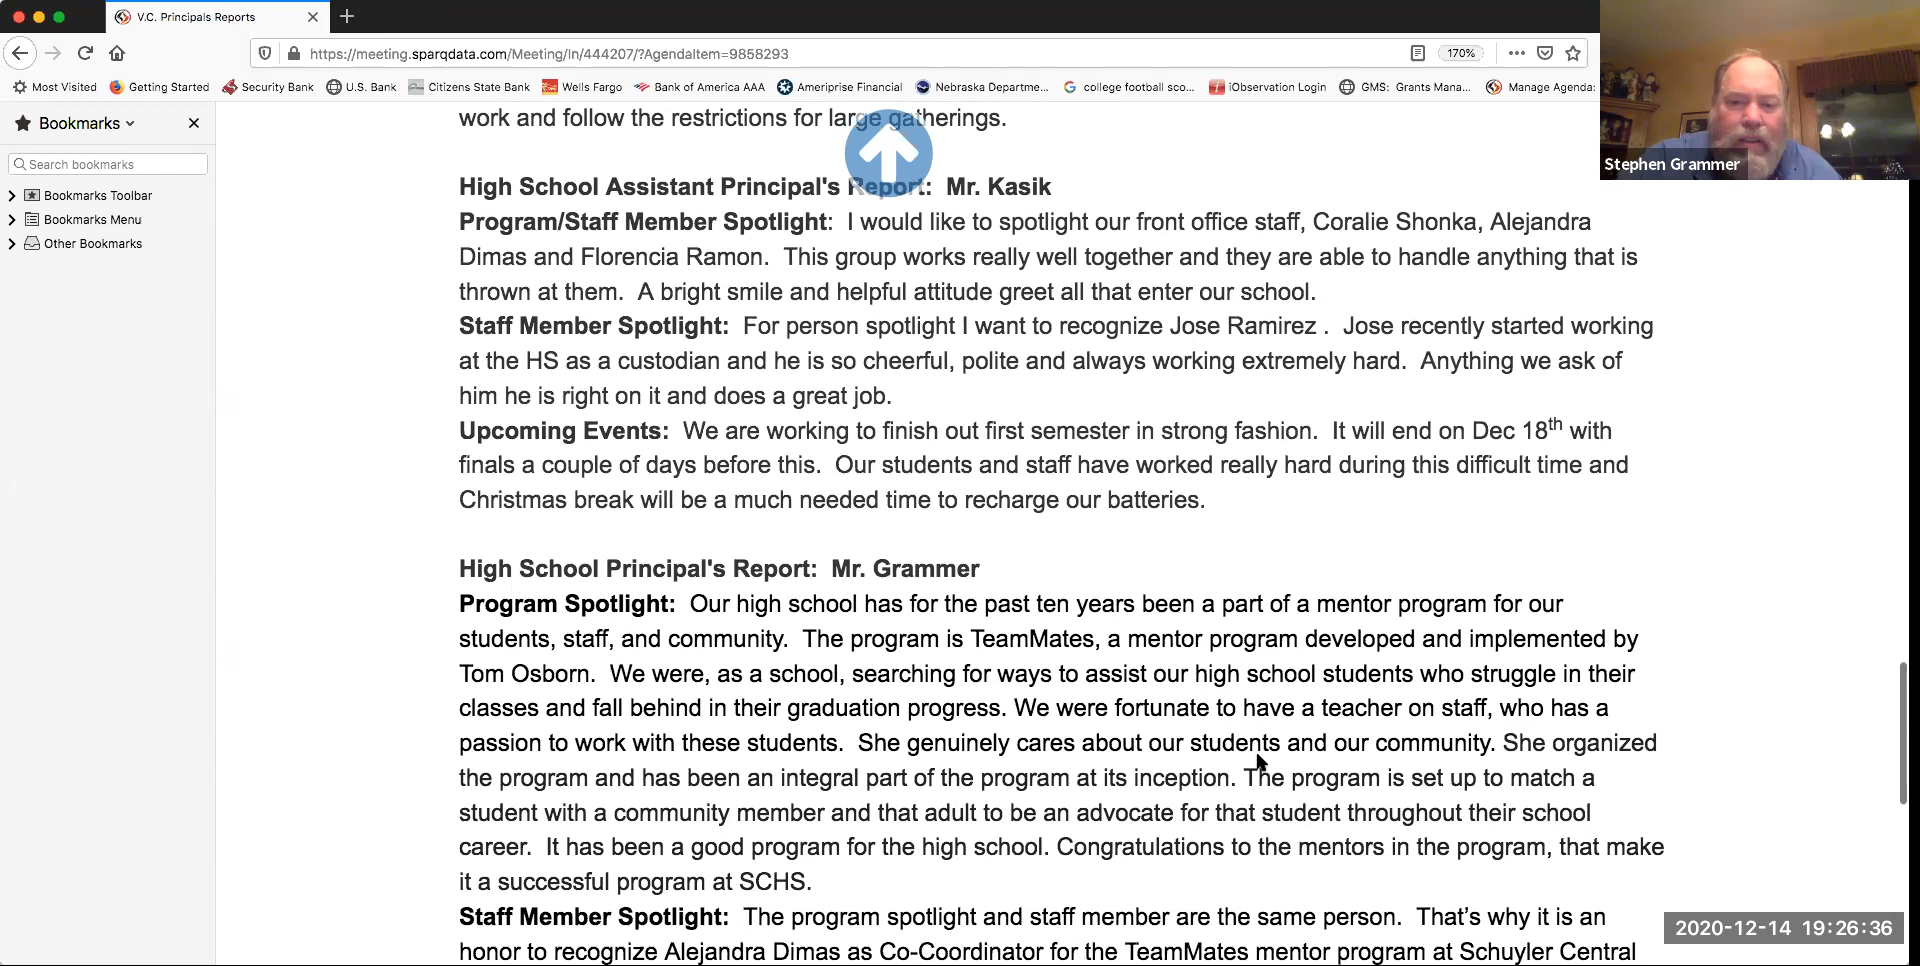 V.C. Principals Reports
https://meeting.sparqdata.com/Meeting/In/444207/?AgendaItem=9858293
170%
Most Visited
Getting Started
Security Bank
U.S. Bank
Citizens State Bank
Wells Fargo
Bank of America AAA
Ameriprise Financial
Nebraska Departme...
college football sco...
iObservation Login
GMS: Grants Mana...
Manage Agenda:
Bookmarks
Search bookmarks
Bookmarks Toolbar
Bookmarks Menu
Other Bookmarks
Stephen Grammer
work and follow the restrictions for large gatherings.
High School Assistant Principal's Report: Mr. Kasik
Program/Staff Member Spotlight: I would like to spotlight our front office staff, Coralie Shonka, Alejandra
Dimas and Florencia Ramon. This group works really well together and they are able to handle anything that is
thrown at them. A bright smile and helpful attitude greet all that enter our school.
Staff Member Spotlight: For person spotlight I want to recognize Jose Ramirez . Jose recently started working
at the HS as a custodian and he is so cheerful, polite and always working extremely hard. Anything we ask of
him he is right on it and does a great job.
Upcoming Events: We are working to finish out first semester in strong fashion. It will end on Dec 18th with
finals a couple of days before this. Our students and staff have worked really hard during this difficult time and
Christmas break will be a much needed time to recharge our batteries.
High School Principal's Report: Mr. Grammer
Program Spotlight: Our high school has for the past ten years been a part of a mentor program for our
students, staff, and community. The program is TeamMates, a mentor program developed and implemented by
Tom Osborn. We were, as a school, searching for ways to assist our high school students who struggle in their
classes and fall behind in their graduation progress. We were fortunate to have a teacher on staff, who has a
passion to work with these students. She genuinely cares about our students and our community. She organized
the program and has been an integral part of the program at its inception. The program is set up to match a
student with a community member and that adult to be an advocate for that student throughout their school
career. It has been a good program for the high school. Congratulations to the mentors in the program, that make
it a successful program at SCHS.
Staff Member Spotlight: The program spotlight and staff member are the same person. That's why it is an
honor to recognize Alejandra Dimas as Co-Coordinator for the TeamMates mentor program at Schuyler Central
2020-12-14 19:26:36